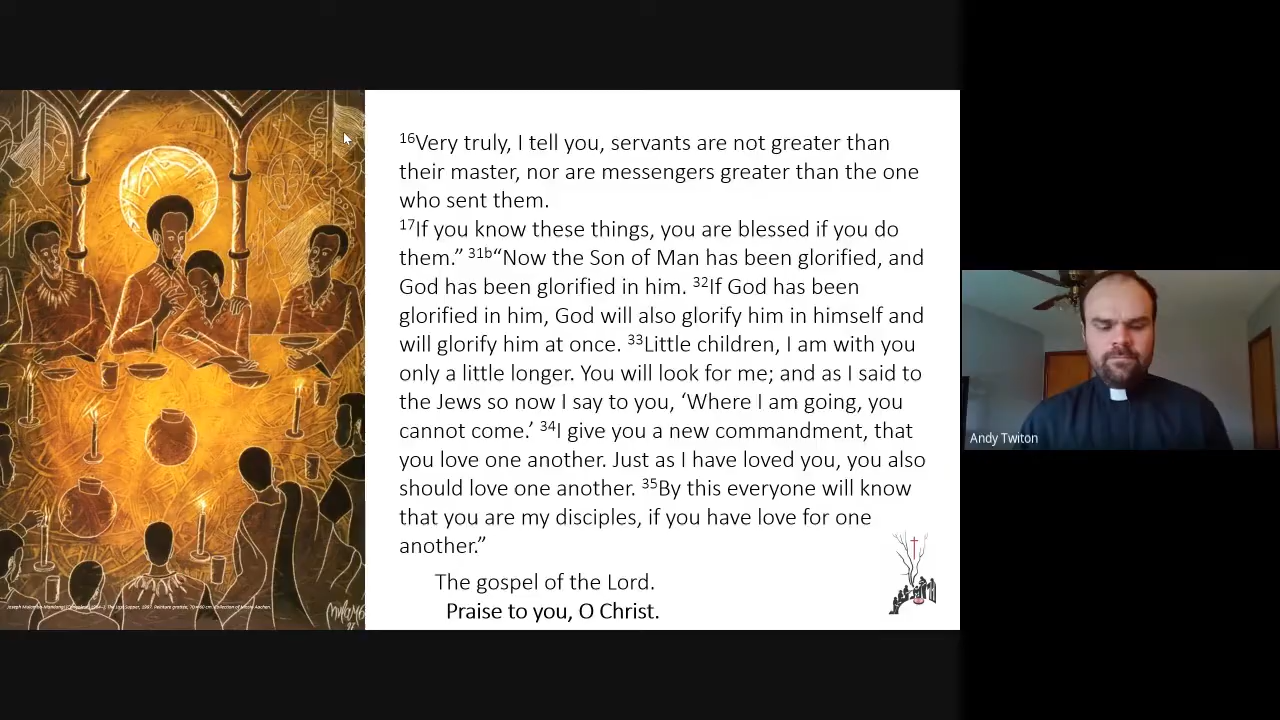 16Very truly, I tell you, servants are not greater than
their master, nor are messengers greater than the one
who sent them.
17If you know these things, you are blessed if you do
them.” 31b“Now the Son of Man has been glorified, and
God has been glorified in him. 32If God has been
glorified in him, God will also glorify him in himself and
will glorify him at once. 33Little children, I am with you
only a little longer. You will look for me; and as I said to
the Jews so now I say to you, ‘Where I am going, you
cannot come.’ 34I give you a new commandment, that
you love one another. Just as I have loved you, you also
should love one another. 35By this everyone will know
that you are my disciples, if you have love for one
another.”
The gospel of the Lord.
Praise to you, O Christ.
Andy Twiton